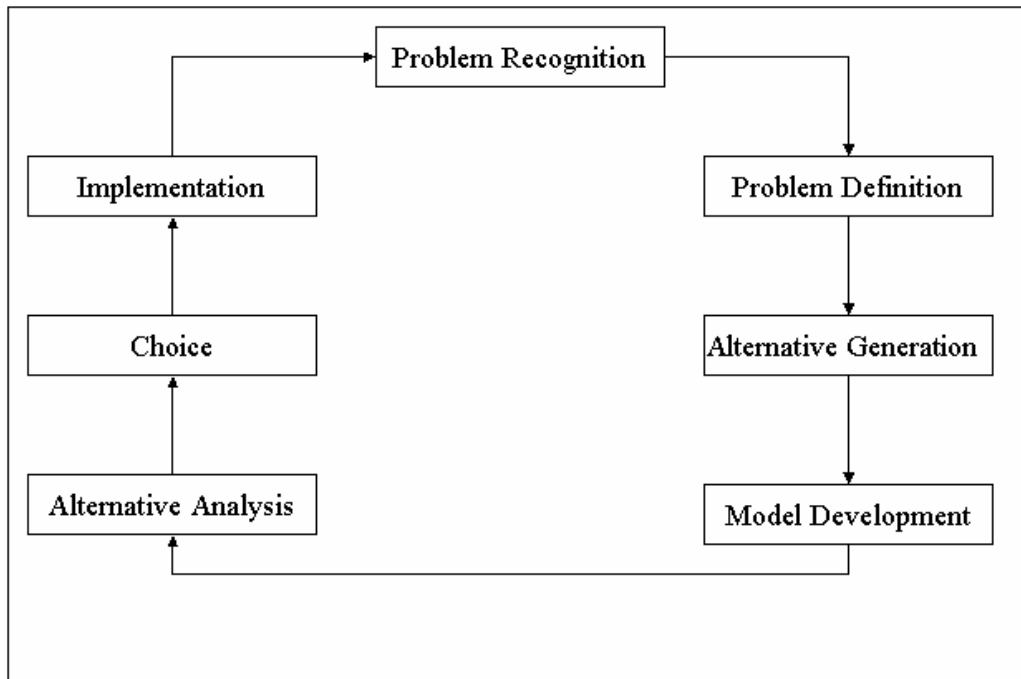 Problem Recognition
Problem Definition
Alternative Generation
Model Development
Alternative Analysis
Choice
Implementation